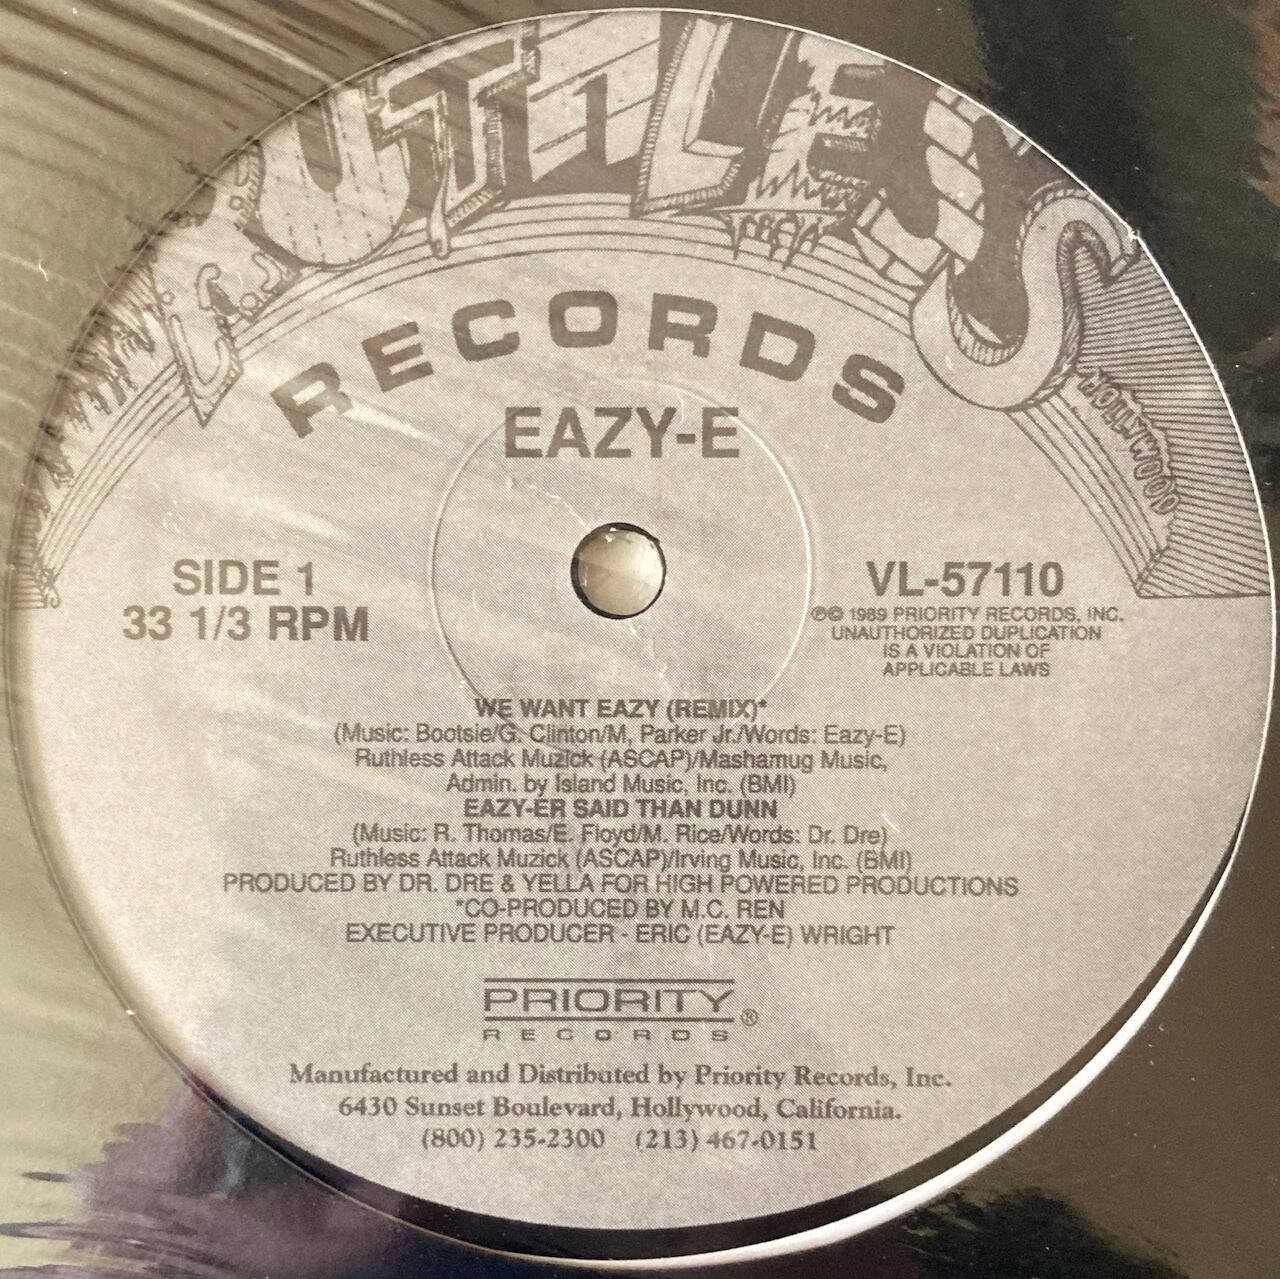 RUTHLESS
RECORDS
EAZY-E
SIDE 1
33 1/3 RPM
VL-57110
℗© 1989 PRIORITY RECORDS, INC.
UNAUTHORIZED DUPLICATION
IS A VIOLATION OF
APPLICABLE LAWS
WE WANT EAZY (REMIX)*
(Music: Bootsie/G. Clinton/M, Parker Jr./Words: Eazy-E)
Ruthless Attack Muzick (ASCAP)/Mashamug Music,
Admin. by Island Music, Inc. (BMI)
EAZY-ER SAID THAN DUNN
(Music: R. Thomas/E. Floyd/M. Rice/Words: Dr. Dre)
Ruthless Attack Muzick (ASCAP)/Irving Music, Inc. (BMI)
PRODUCED BY DR. DRE & YELLA FOR HIGH POWERED PRODUCTIONS
*CO-PRODUCED BY M.C. REN
EXECUTIVE PRODUCER - ERIC (EAZY-E) WRIGHT
PRIORITY®
RECORDS
Manufactured and Distributed by Priority Records, Inc.
6430 Sunset Boulevard, Hollywood, California.
(800) 235-2300 (213) 467-0151